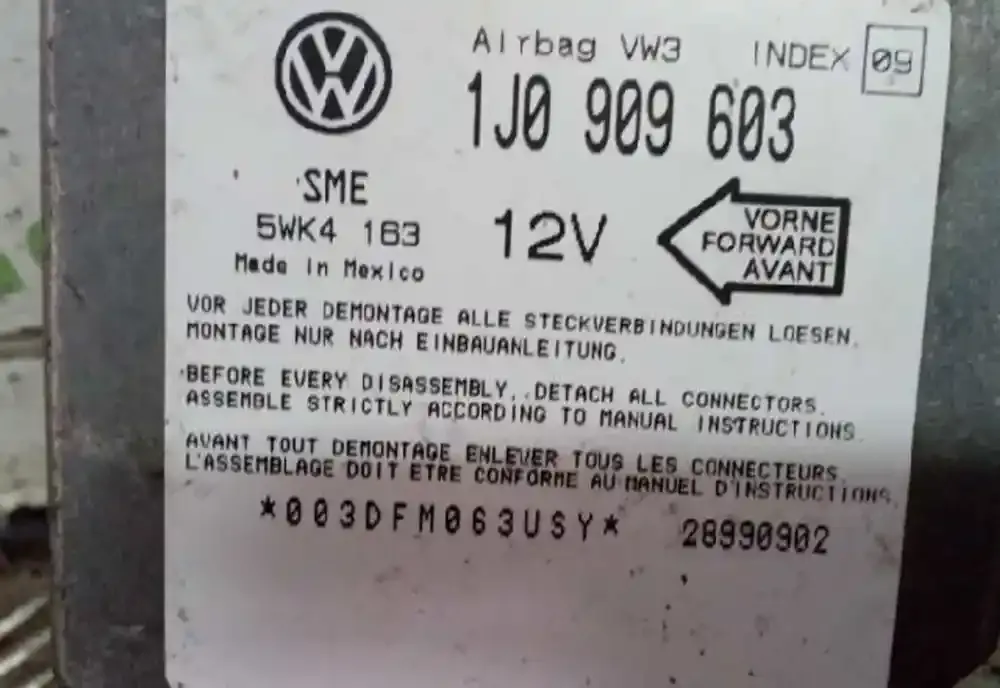 Airbag VW3 INDEX 09
1J0 909 603
SME
5WK4 163
Made in Mexico
12V
VORNE
FORWARD
AVANT
VOR JEDER DEMONTAGE ALLE STECKVERBINDUNGEN LOESEN.
MONTAGE NUR NACH EINBAUANLEITUNG.
BEFORE EVERY DISASSEMBLY, DETACH ALL CONNECTORS.
ASSEMBLE STRICTLY ACCORDING TO MANUAL INSTRUCTIONS
AVANT TOUT DEMONTAGE ENLEVER TOUS LES CONNECTEURS.
L'ASSEMBLAGE DOIT ETRE CONFORME AU MANUEL D'INSTRUCTIONS.
*003DFM063USY* 28990902